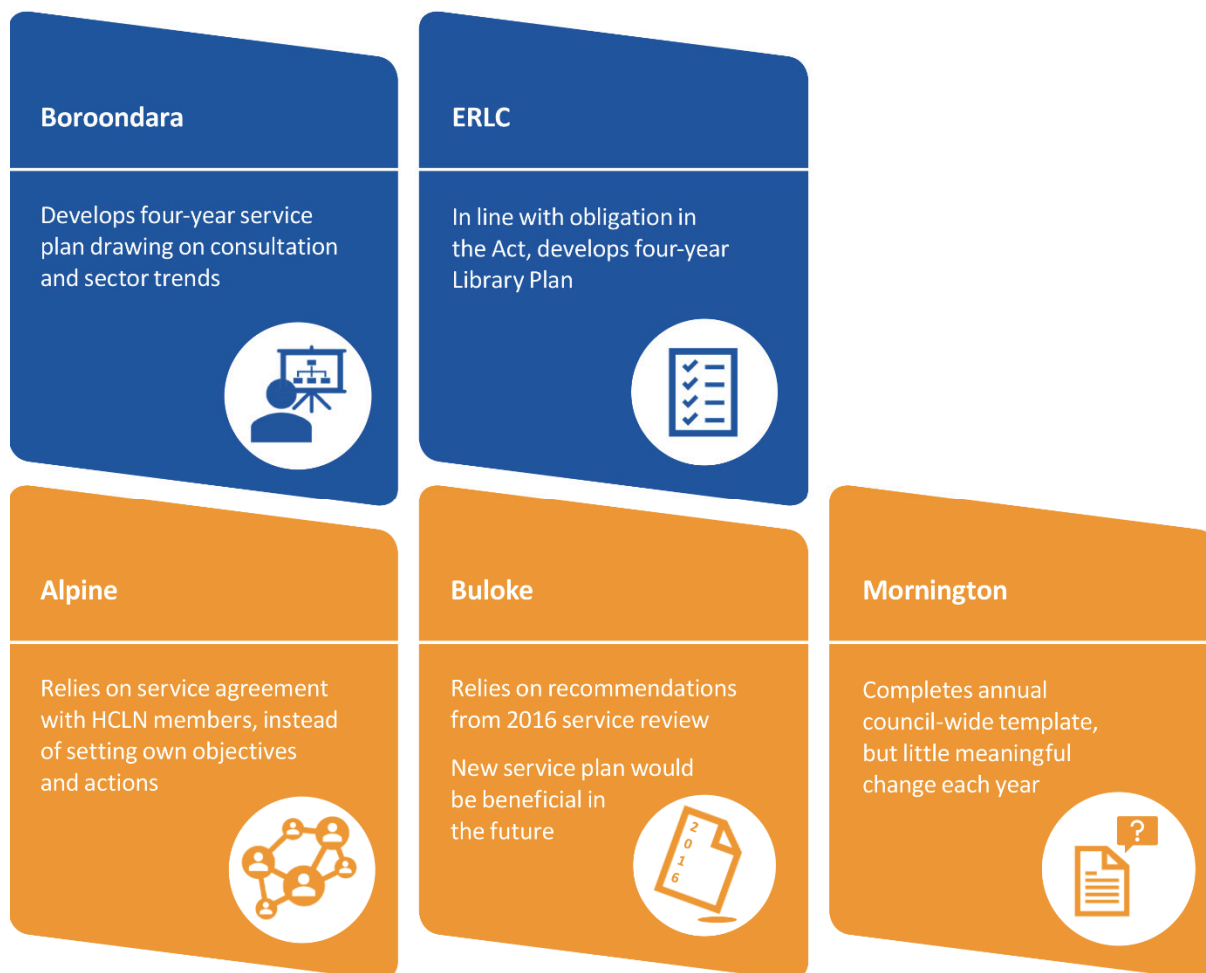 Boroondara
Develops four-year service
plan drawing on consultation
and sector trends
ERLC
In line with obligation in
the Act, develops four-year
Library Plan
Alpine
Relies on service agreement
with HCLN members, instead
of setting own objectives
and actions
Buloke
Relies on recommendations
from 2016 service review
New service plan would
be beneficial in
the future
2
0
1
6
Mornington
Completes annual
council-wide template,
but little meaningful
change each year
?